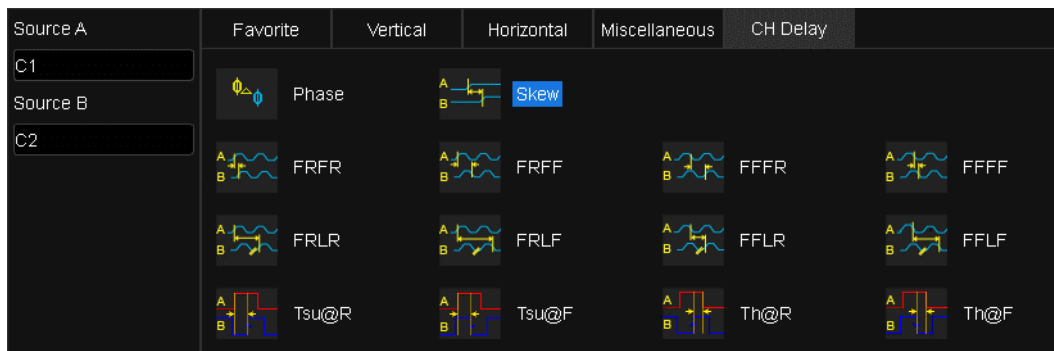 Source A
C1
Source B
C2
Favorite Vertical Horizontal Miscellaneous CH Delay
Φ Φ Phase A B Skew
A B FRFR A B FRFF A B FFFR A B FFFF
A B FRLR A B FRLF A B FFLR A B FFLF
A B Tsu@R A B Tsu@F A B Th@R A B Th@F